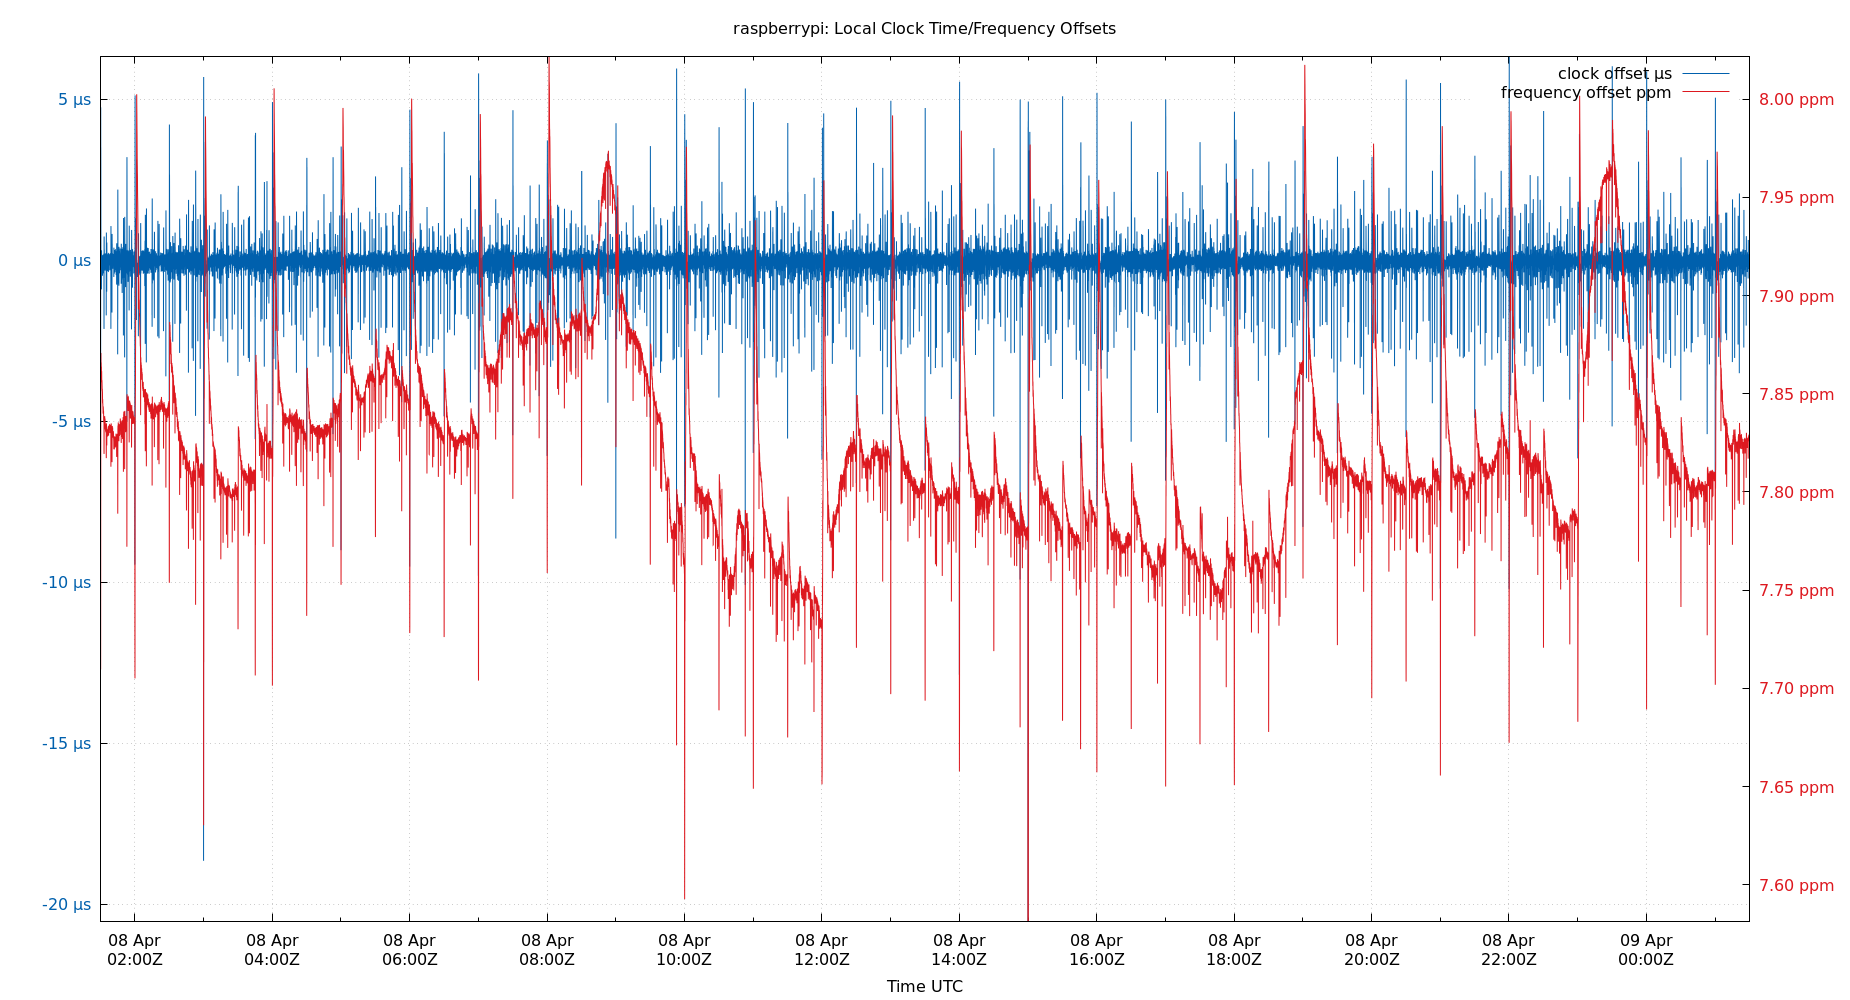 raspberrypi: Local Clock Time/Frequency Offsets
clock offset µs
frequency offset ppm
5 µs
0 µs
-5 µs
-10 µs
-15 µs
-20 µs
8.00 ppm
7.95 ppm
7.90 ppm
7.85 ppm
7.80 ppm
7.75 ppm
7.70 ppm
7.65 ppm
7.60 ppm
08 Apr 08 Apr 08 Apr 08 Apr 08 Apr 08 Apr 08 Apr 08 Apr 08 Apr 08 Apr 08 Apr 09 Apr
02:00Z 04:00Z 06:00Z 08:00Z 10:00Z 12:00Z 14:00Z 16:00Z 18:00Z 20:00Z 22:00Z 00:00Z
Time UTC